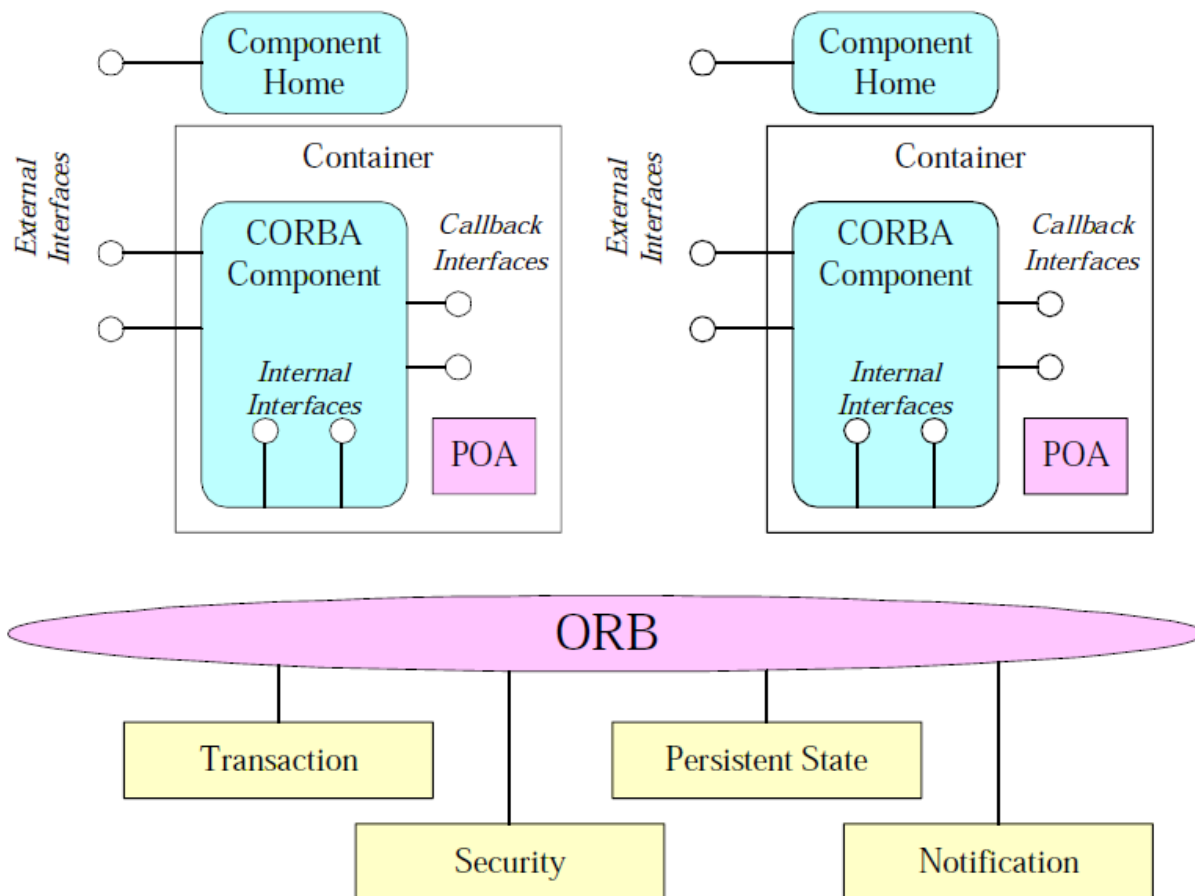 Component
Home
Component
Home
External
Interfaces
Container
CORBA
Component
Callback
Interfaces
Internal
Interfaces
POA
External
Interfaces
Container
CORBA
Component
Callback
Interfaces
Internal
Interfaces
POA
ORB
Transaction
Persistent State
Security
Notification